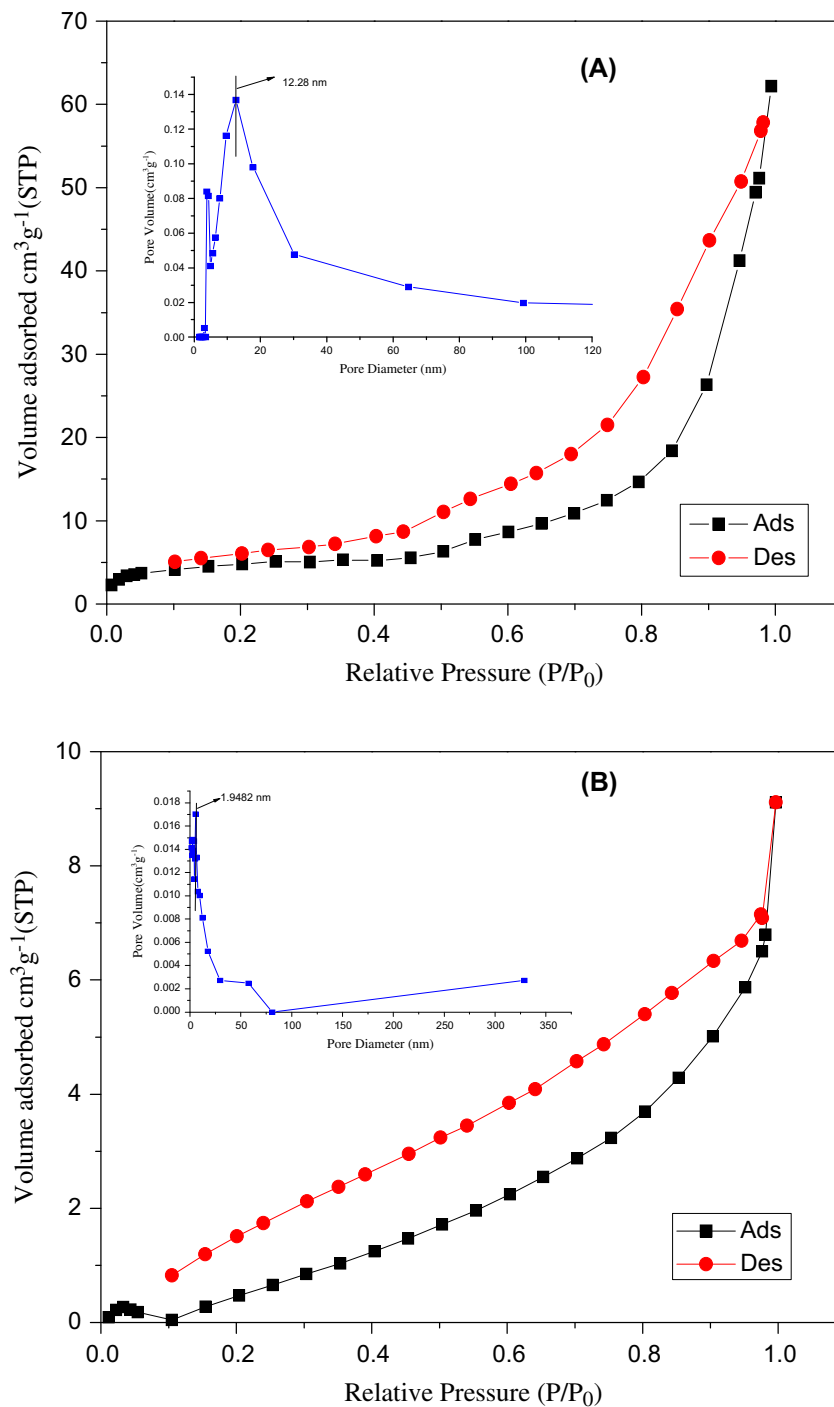 (A)
70
60
50
40
30
20
10
0
Volume adsorbed cm³g⁻¹(STP)
0.0 0.2 0.4 0.6 0.8 1.0
Relative Pressure (P/P₀)
12.28 nm
0.14
0.12
0.10
0.08
0.06
0.04
0.02
0.00
Pore Volume(cm³g⁻¹)
0 20 40 60 80 100 120
Pore Diameter (nm)
Ads
Des
(B)
10
8
6
4
2
0
Volume adsorbed cm³g⁻¹(STP)
0.0 0.2 0.4 0.6 0.8 1.0
Relative Pressure (P/P₀)
1.9482 nm
0.018
0.016
0.014
0.012
0.010
0.008
0.006
0.004
0.002
0.000
Pore Volume(cm³g⁻¹)
0 50 100 150 200 250 300 350
Pore Diameter (nm)
Ads
Des